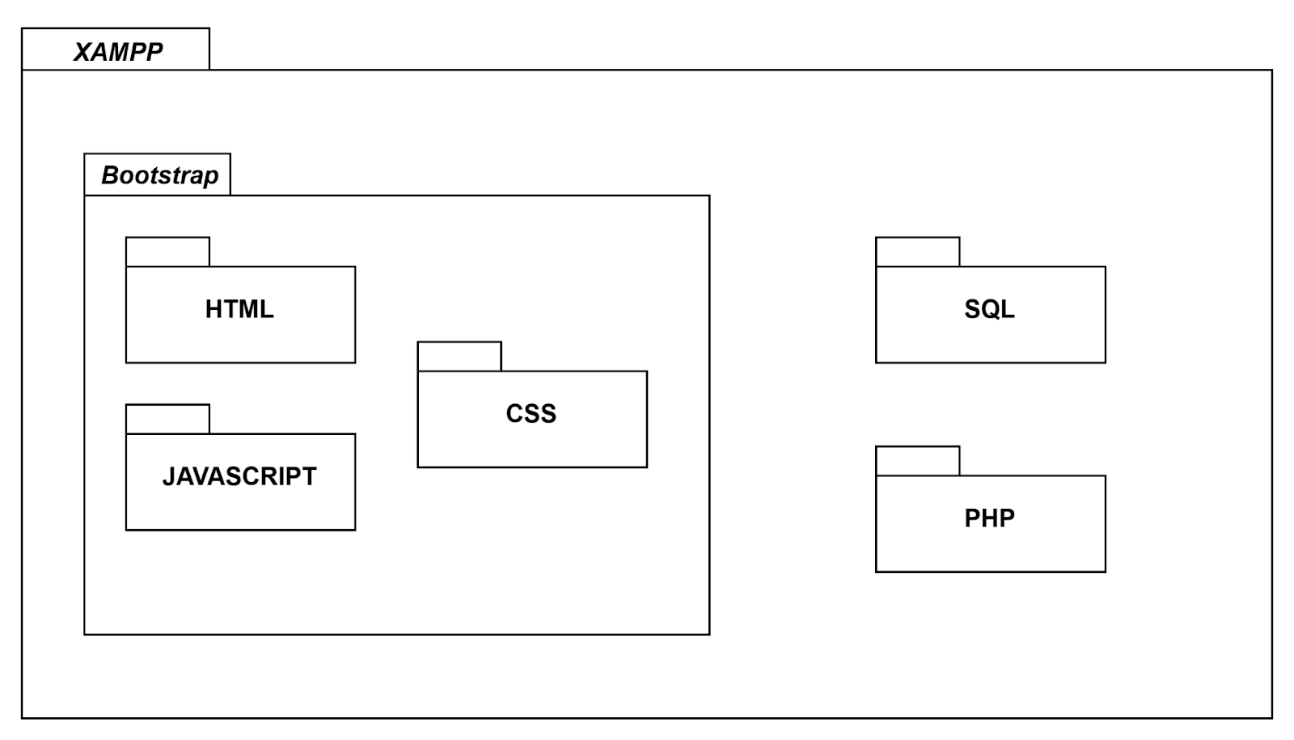 XAMPP
Bootstrap
HTML
JAVASCRIPT
CSS
SQL
PHP